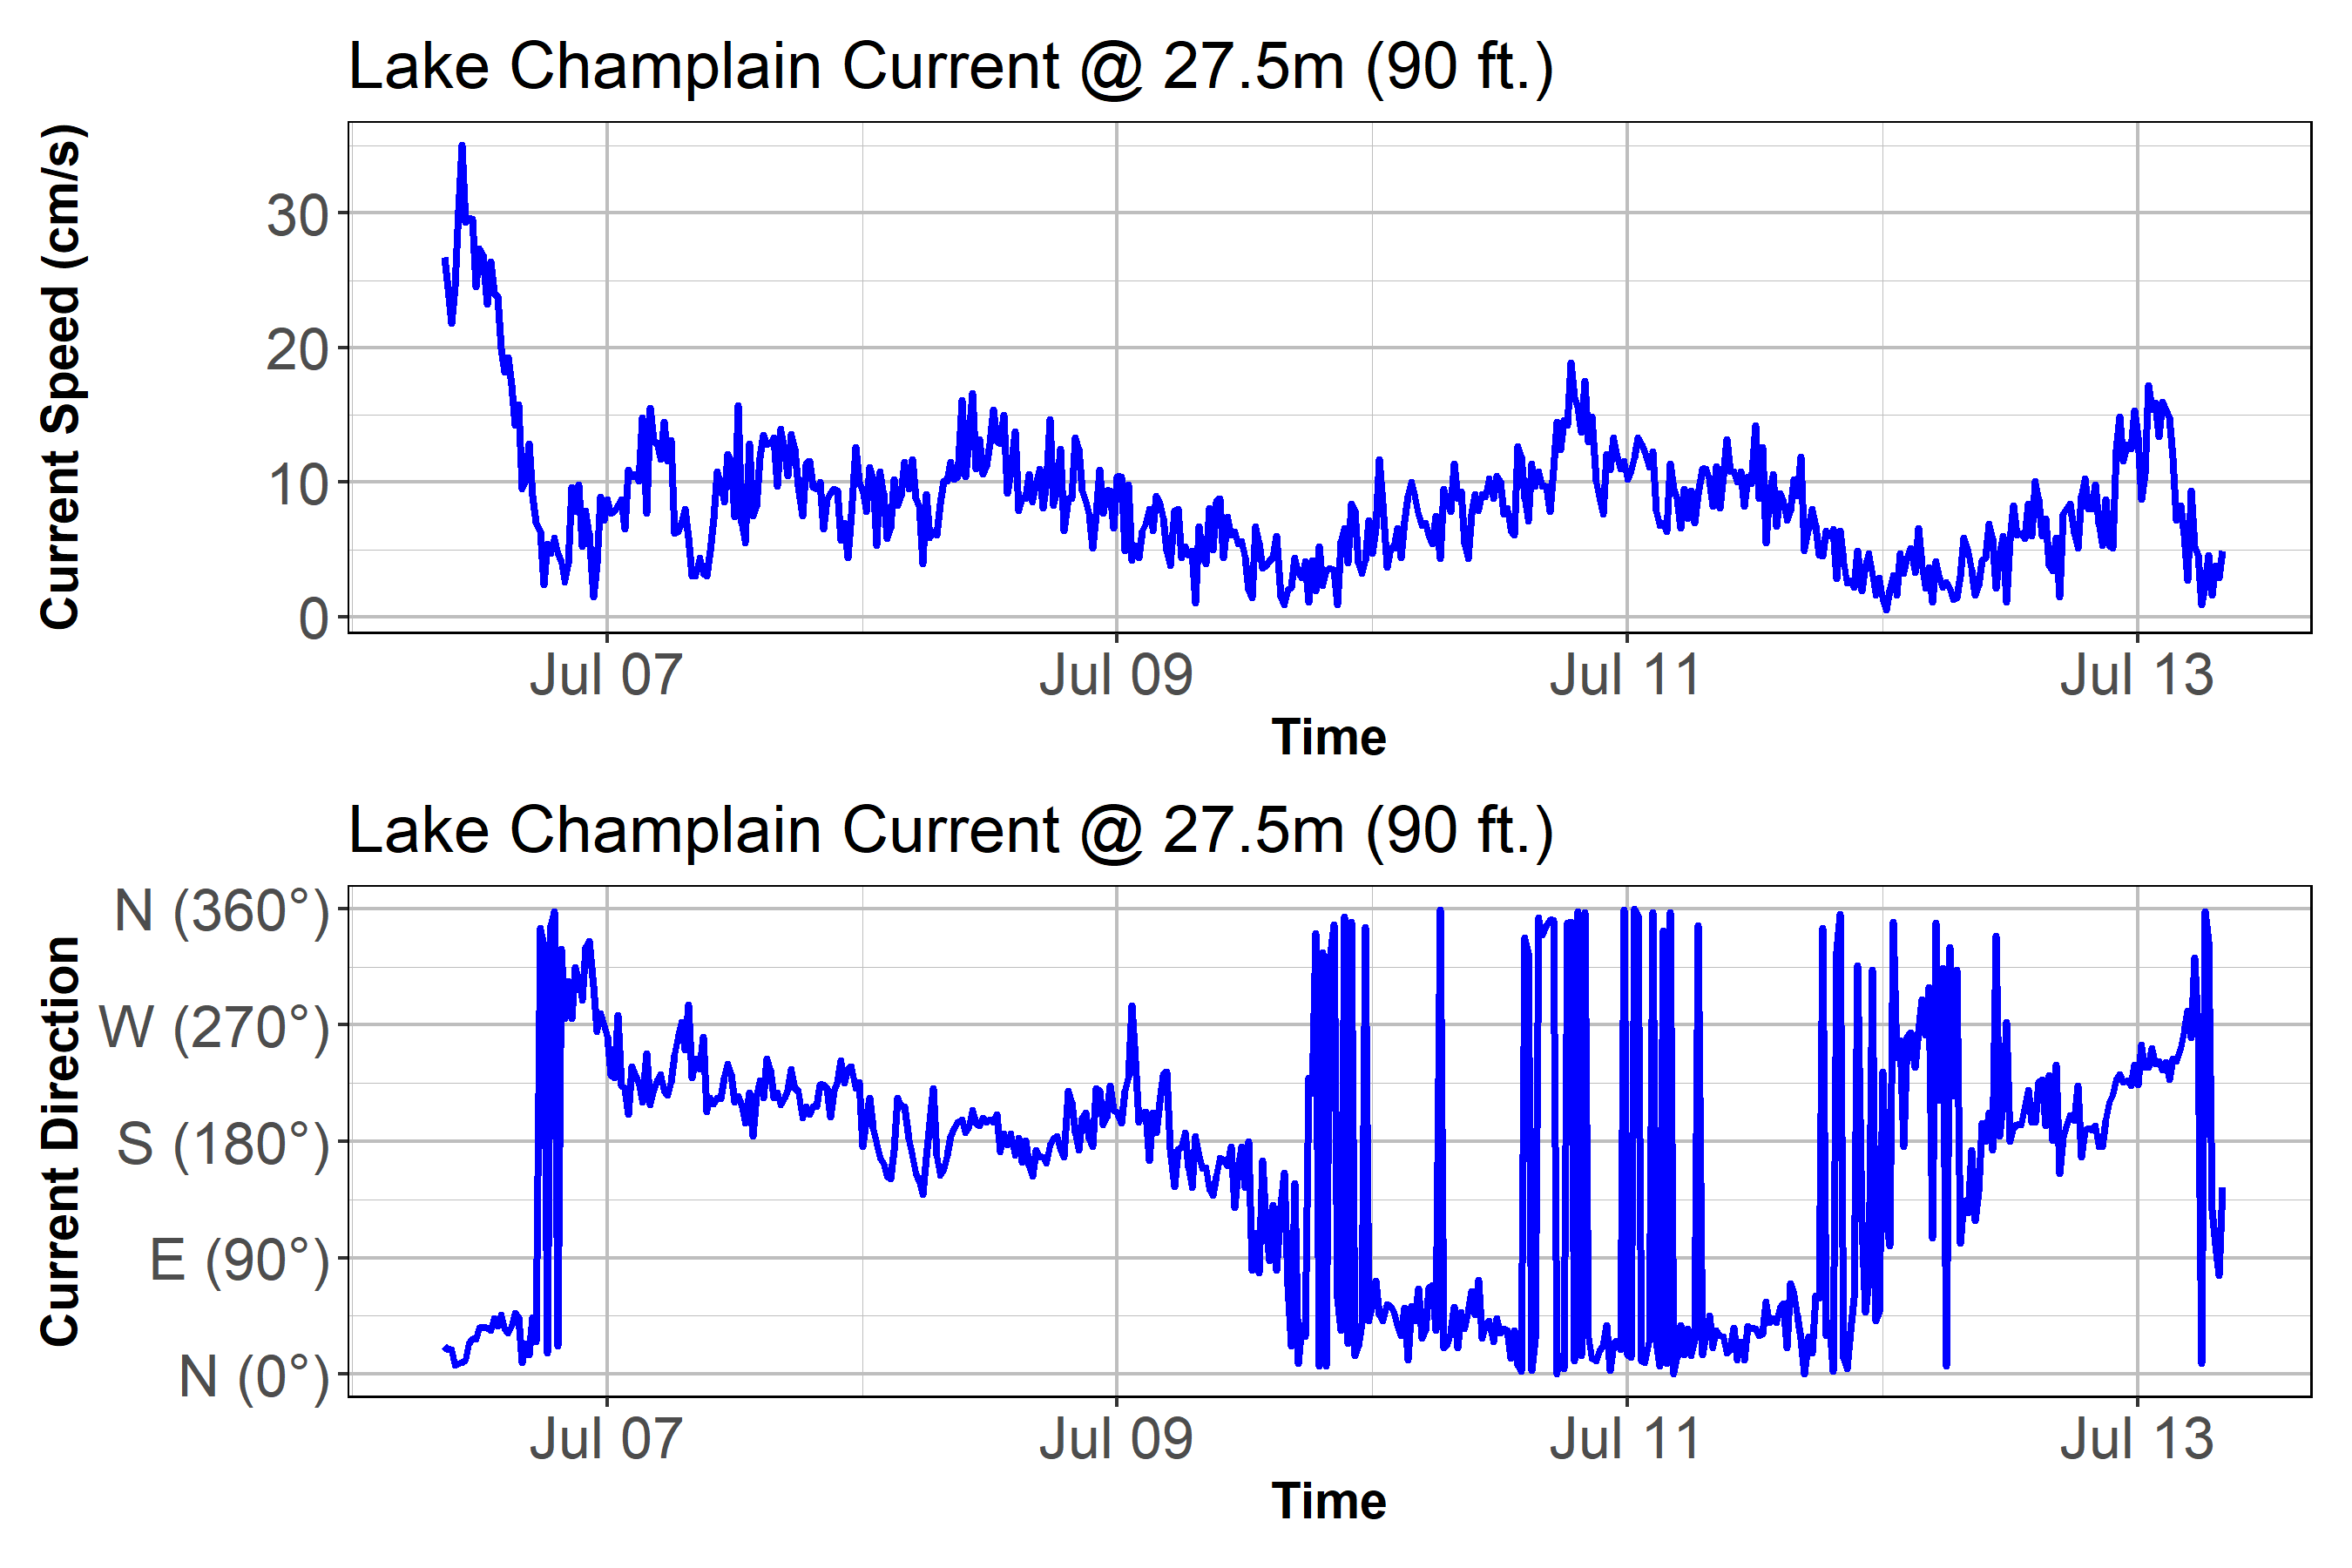 Lake Champlain Current @ 27.5m (90 ft.)
Current Speed (cm/s)
30
20
10
0
Jul 07 Jul 09 Jul 11 Jul 13
Time
Lake Champlain Current @ 27.5m (90 ft.)
Current Direction
N (360°)
W (270°)
S (180°)
E (90°)
N (0°)
Jul 07 Jul 09 Jul 11 Jul 13
Time